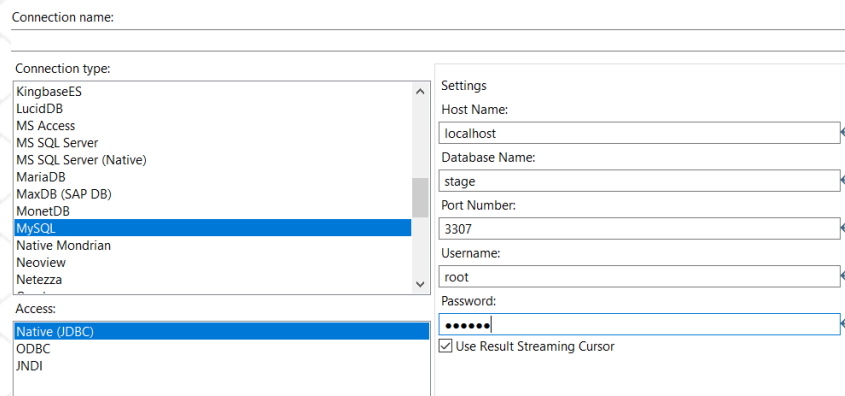 Connection name:
Connection type:
KingbaseES
LucidDB
MS Access
MS SQL Server
MS SQL Server (Native)
MariaDB
MaxDB (SAP DB)
MonetDB
MySQL
Native Mondrian
Neoview
Netezza
Access:
Native (JDBC)
ODBC
JNDI
Settings
Host Name:
localhost
Database Name:
stage
Port Number:
3307
Username:
root
Password:
●●●●●●
Use Result Streaming Cursor